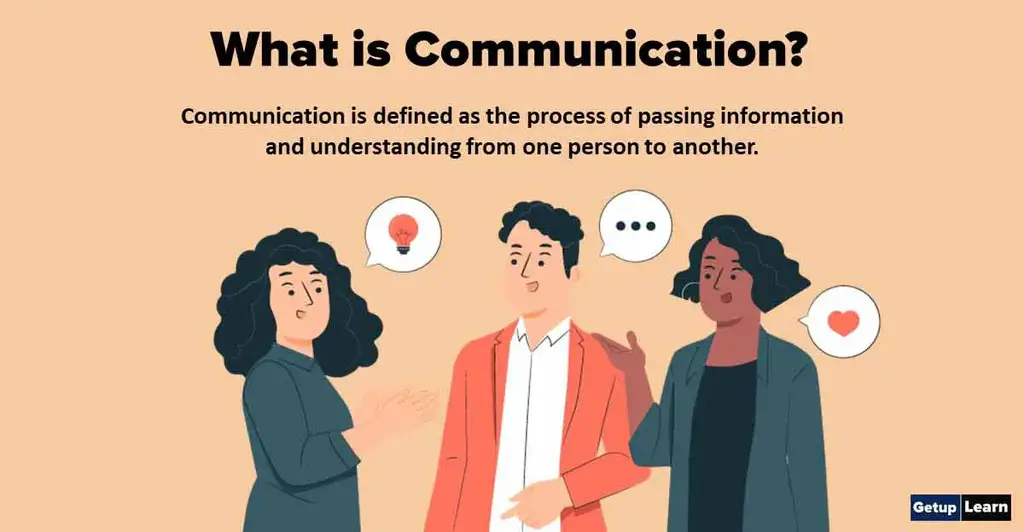 What is Communication?
Communication is defined as the process of passing information
and understanding from one person to another.
Getup Learn